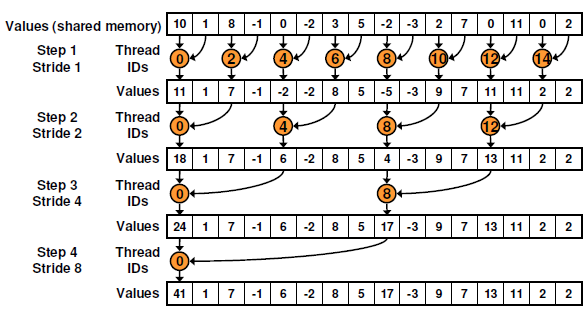 Values (shared memory) 10 1 8 -1 0 -2 3 5 -2 -3 2 7 0 11 0 2
Step 1 Thread
Stride 1 IDs 0 2 4 6 8 10 12 14
Values 11 1 7 -1 -2 -2 8 5 -5 -3 9 7 11 11 2 2
Step 2 Thread
Stride 2 IDs 0 4 8 12
Values 18 1 7 -1 6 -2 8 5 4 -3 9 7 13 11 2 2
Step 3 Thread
Stride 4 IDs 0 8
Values 24 1 7 -1 6 -2 8 5 17 -3 9 7 13 11 2 2
Step 4 Thread
Stride 8 IDs 0
Values 41 1 7 -1 6 -2 8 5 17 -3 9 7 13 11 2 2